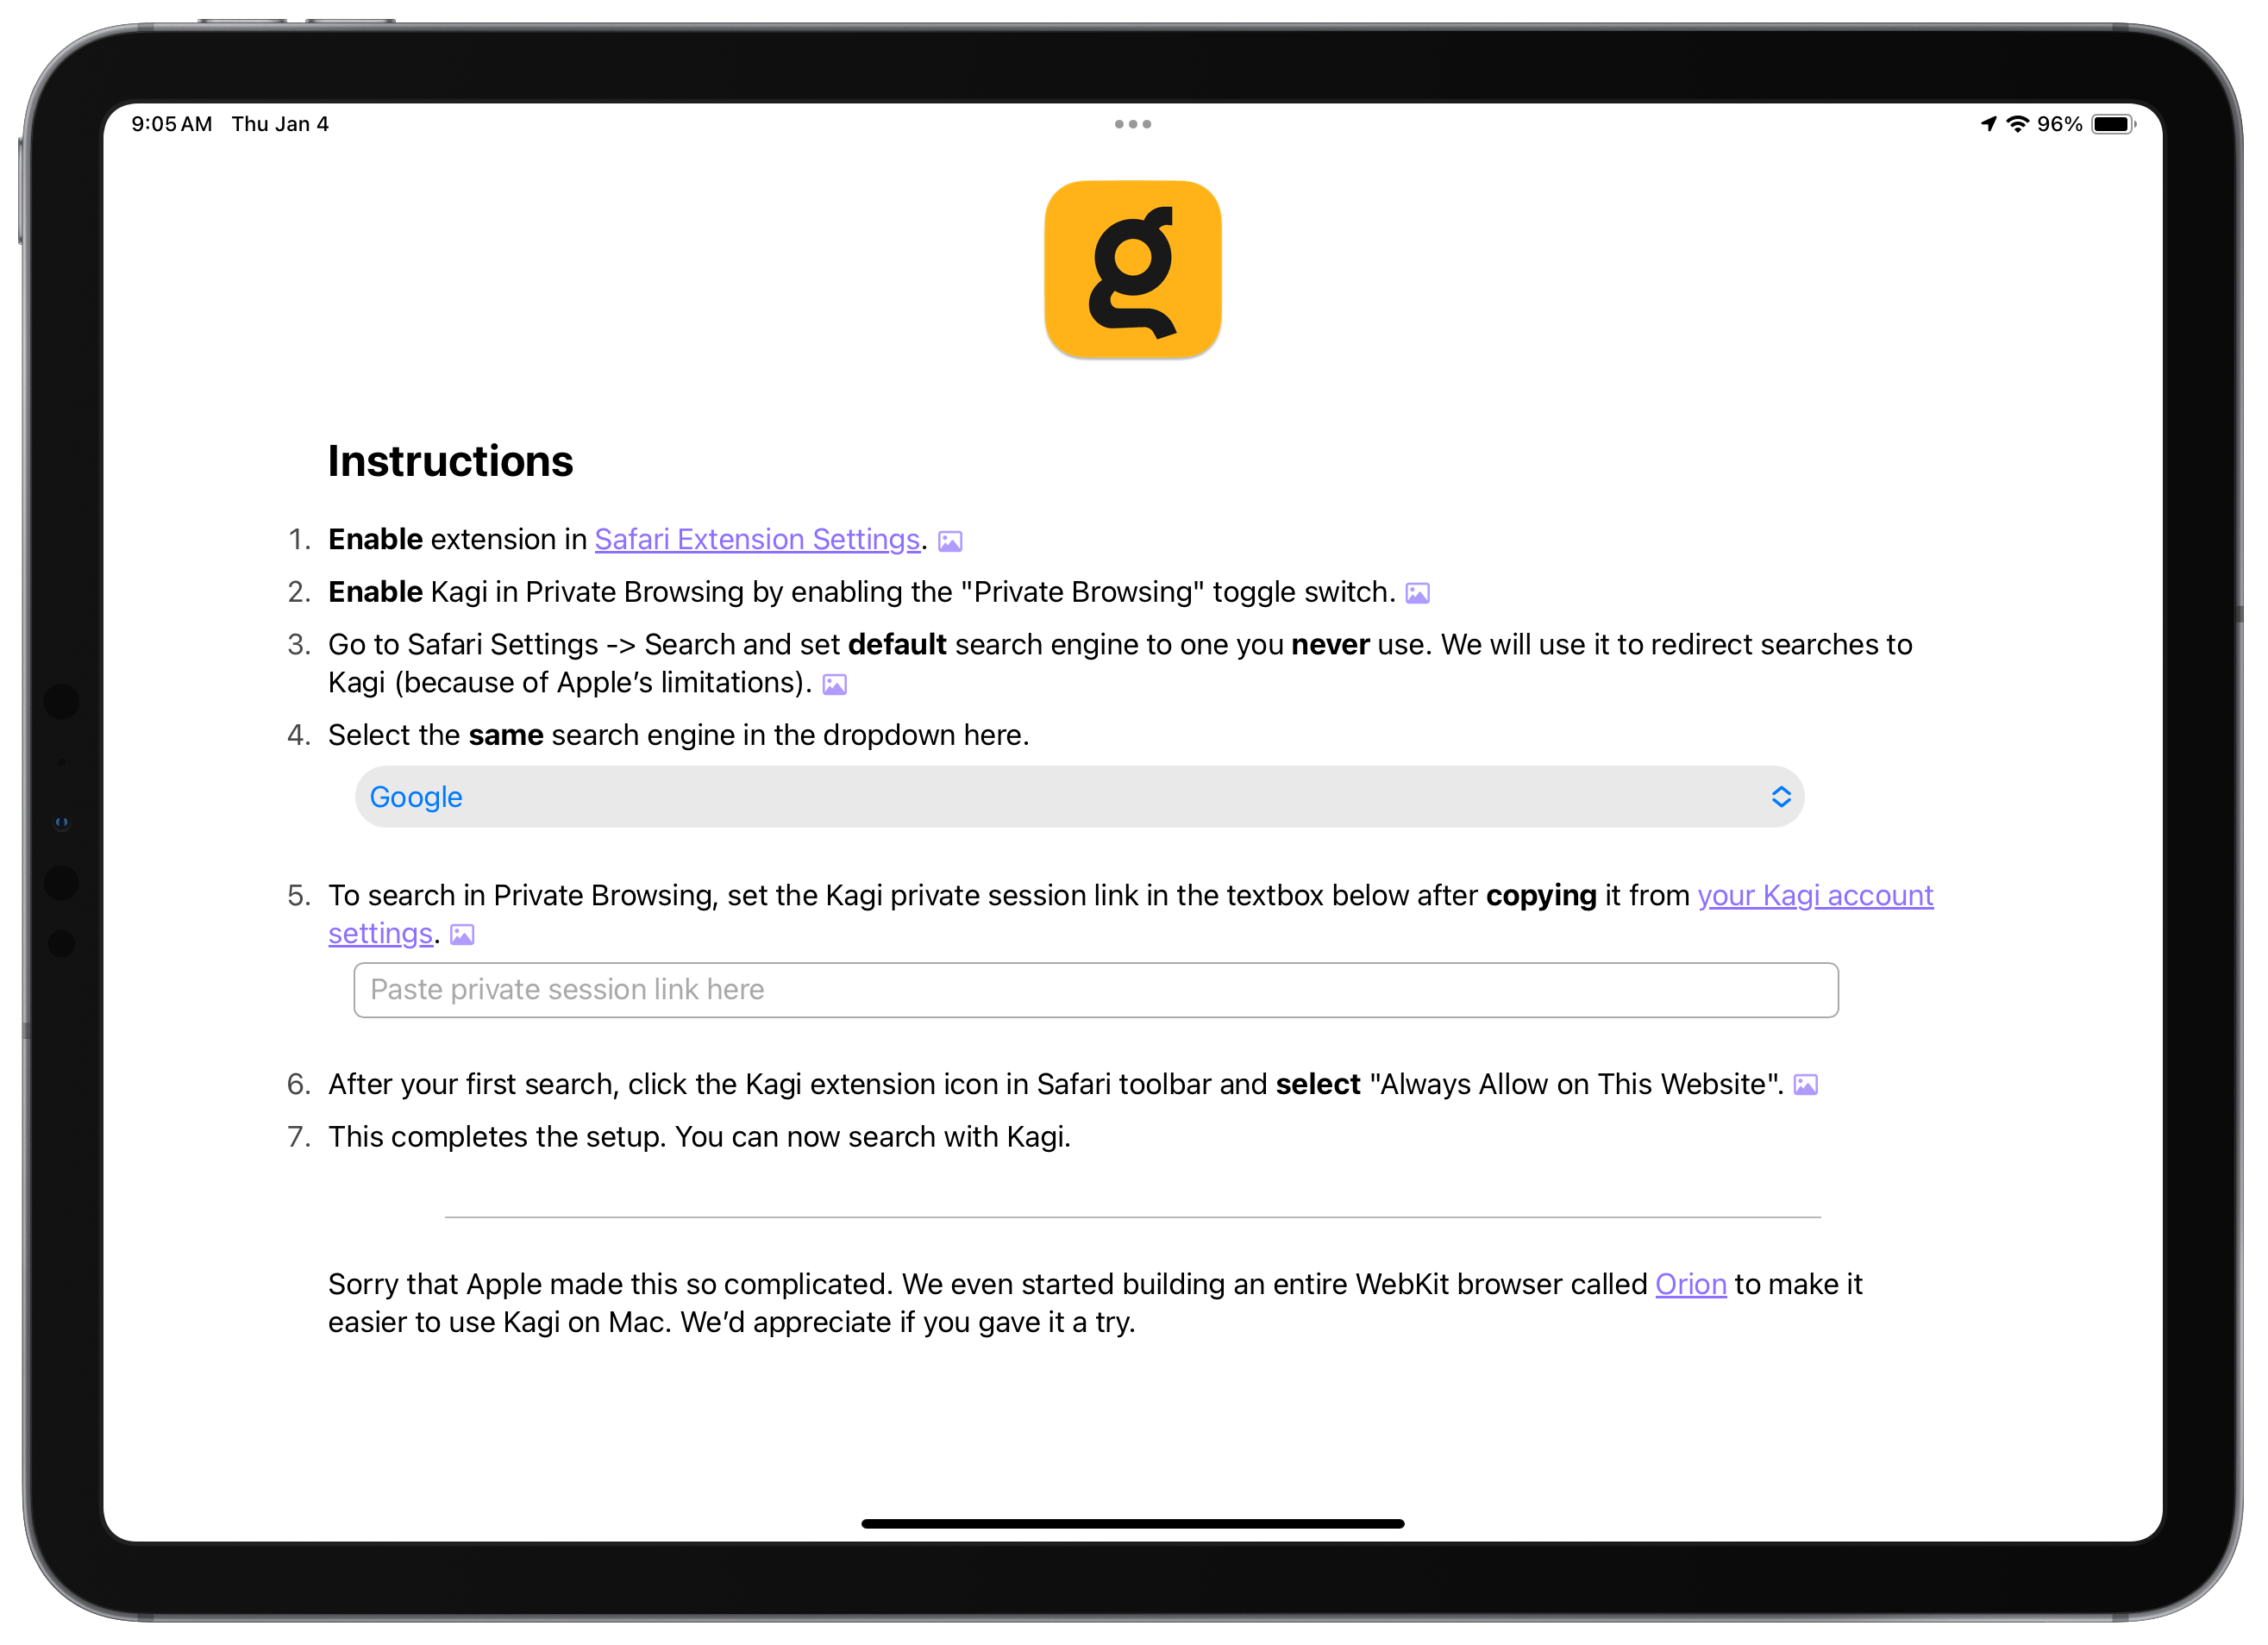 9:05 AM Thu Jan 4
96%
g
Instructions
1. Enable extension in Safari Extension Settings.
2. Enable Kagi in Private Browsing by enabling the "Private Browsing" toggle switch.
3. Go to Safari Settings -> Search and set default search engine to one you never use. We will use it to redirect searches to
Kagi (because of Apple’s limitations).
4. Select the same search engine in the dropdown here.
Google
5. To search in Private Browsing, set the Kagi private session link in the textbox below after copying it from your Kagi account
settings.
Paste private session link here
6. After your first search, click the Kagi extension icon in Safari toolbar and select "Always Allow on This Website".
7. This completes the setup. You can now search with Kagi.
Sorry that Apple made this so complicated. We even started building an entire WebKit browser called Orion to make it
easier to use Kagi on Mac. We’d appreciate if you gave it a try.